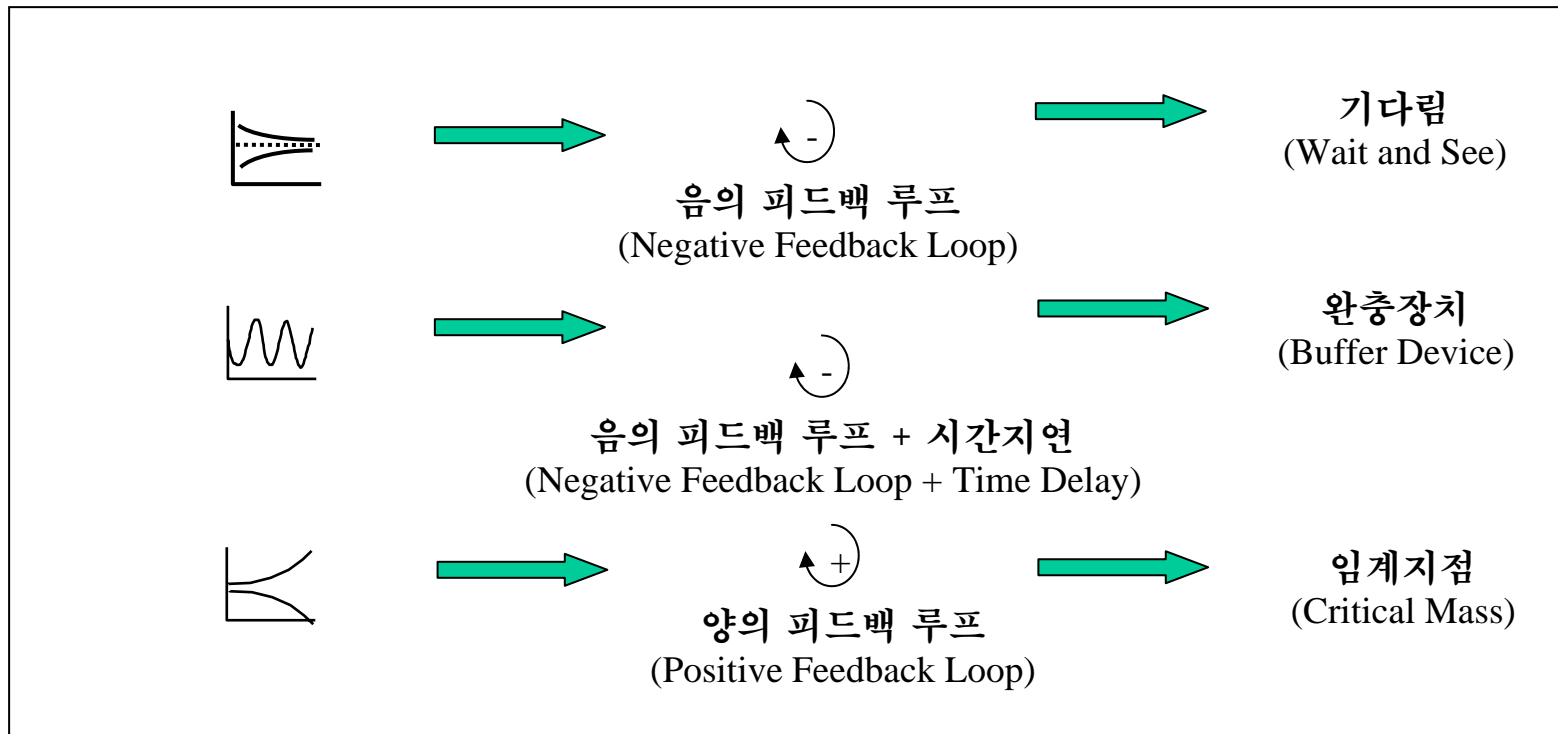 -
기다림
(Wait and See)
음의 피드백 루프
(Negative Feedback Loop)
완충장치
(Buffer Device)
-
음의 피드백 루프 + 시간지연
(Negative Feedback Loop + Time Delay)
+
임계지점
(Critical Mass)
양의 피드백 루프
(Positive Feedback Loop)